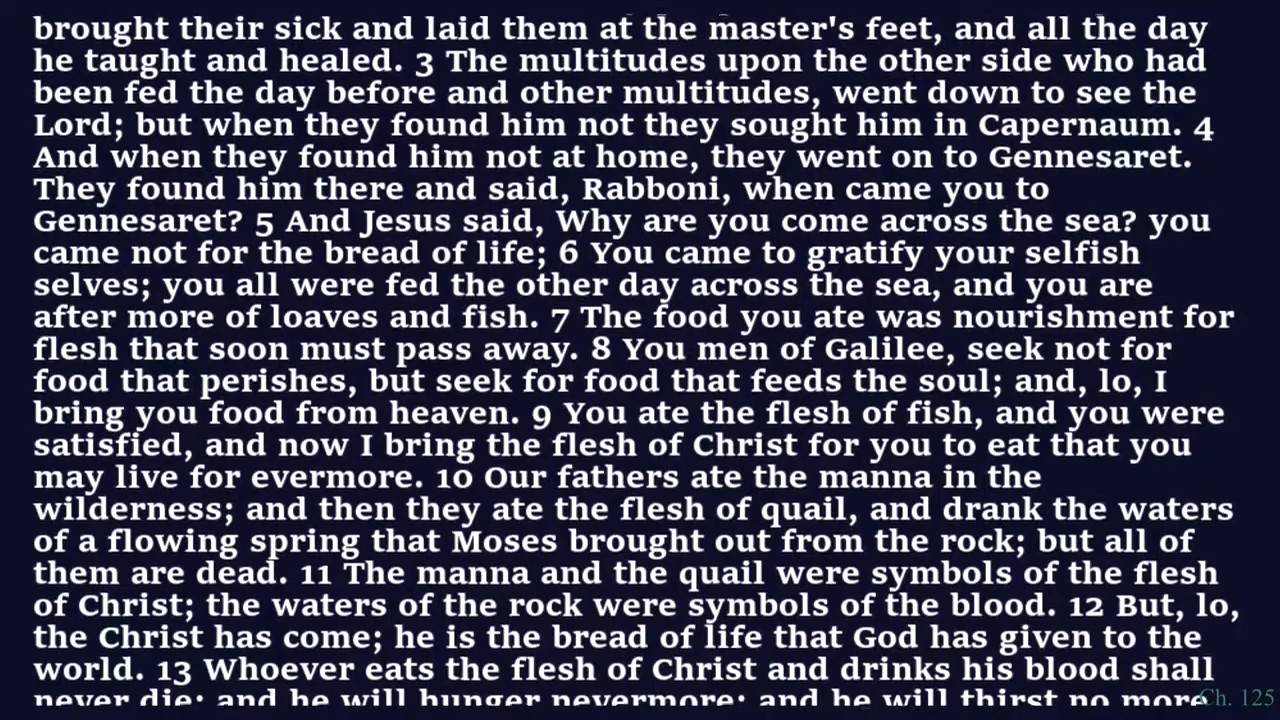 brought their sick and laid them at the master's feet, and all the day
he taught and healed. 3 The multitudes upon the other side who had
been fed the day before and other multitudes, went down to see the
Lord; but when they found him not they sought him in Capernaum. 4
And when they found him not at home, they went on to Gennesaret.
They found him there and said, Rabboni, when came you to
Gennesaret? 5 And Jesus said, Why are you come across the sea? you
came not for the bread of life; 6 You came to gratify your selfish
selves; you all were fed the other day across the sea, and you are
after more of loaves and fish. 7 The food you ate was nourishment for
flesh that soon must pass away. 8 You men of Galilee, seek not for
food that perishes, but seek for food that feeds the soul; and, lo, I
bring you food from heaven. 9 You ate the flesh of fish, and you were
satisfied, and now I bring the flesh of Christ for you to eat that you
may live for evermore. 10 Our fathers ate the manna in the
wilderness; and then they ate the flesh of quail, and drank the waters
of a flowing spring that Moses brought out from the rock; but all of
them are dead. 11 The manna and the quail were symbols of the flesh
of Christ; the waters of the rock were symbols of the blood. 12 But, lo,
the Christ has come; he is the bread of life that God has given to the
world. 13 Whoever eats the flesh of Christ and drinks his blood shall
never die; and he will hunger nevermore; and he will thirst no more
Ch. 125